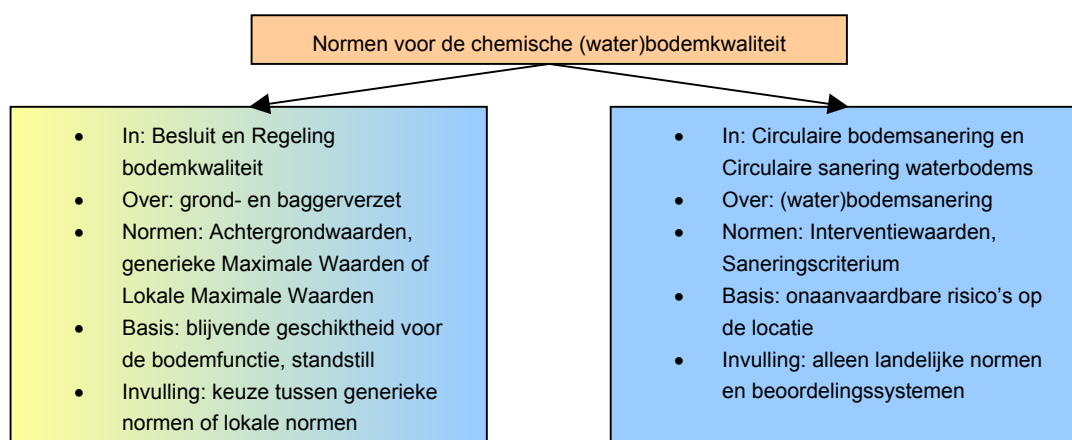 Normen voor de chemische (water)bodemkwaliteit
• In: Besluit en Regeling
bodemkwaliteit
• Over: grond- en baggerverzet
• Normen: Achtergrondwaarden,
generieke Maximale Waarden of
Lokale Maximale Waarden
• Basis: blijvende geschiktheid voor
de bodemfunctie, standstill
• Invulling: keuze tussen generieke
normen of lokale normen
• In: Circulaire bodemsanering en
Circulaire sanering waterbodems
• Over: (water)bodemsanering
• Normen: Interventiewaarden,
Saneringscriterium
• Basis: onaanvaardbare risico’s op
de locatie
• Invulling: alleen landelijke normen
en beoordelingssystemen